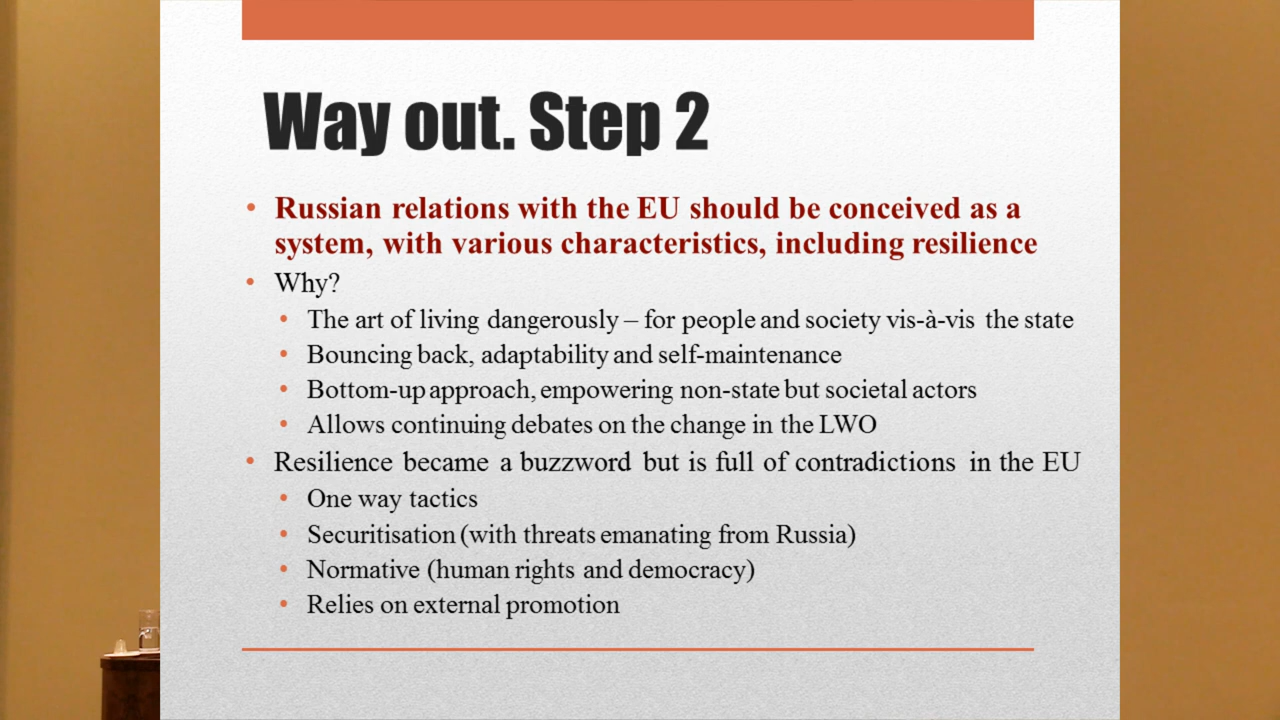 Way out. Step 2
Russian relations with the EU should be conceived as a
system, with various characteristics, including resilience
Why?
The art of living dangerously – for people and society vis-à-vis the state
Bouncing back, adaptability and self-maintenance
Bottom-up approach, empowering non-state but societal actors
Allows continuing debates on the change in the LWO
Resilience became a buzzword but is full of contradictions in the EU
One way tactics
Securitisation (with threats emanating from Russia)
Normative (human rights and democracy)
Relies on external promotion